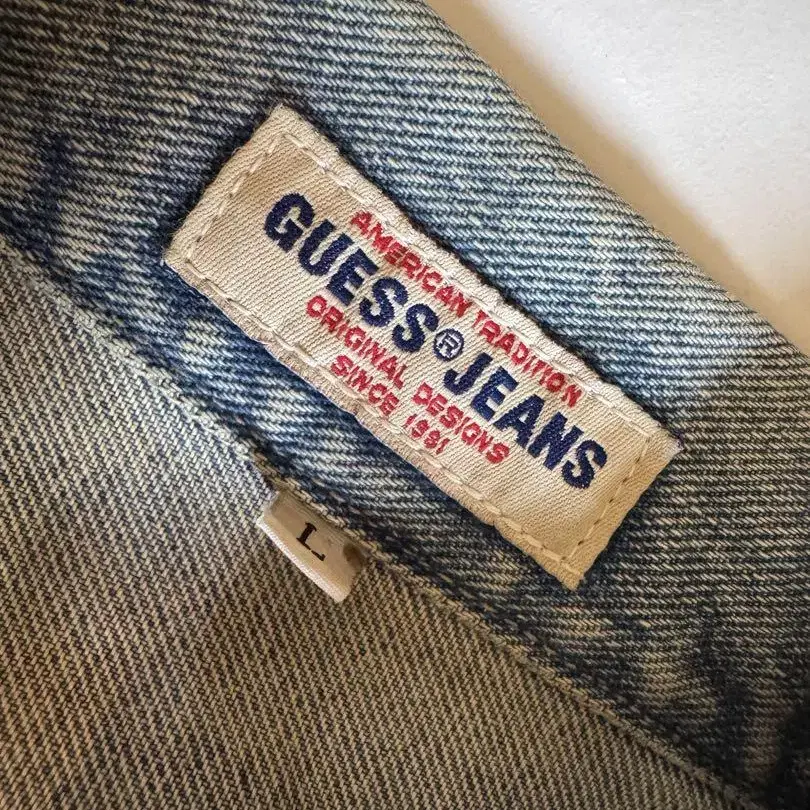 AMERICAN TRADITION
GUESS® JEANS
ORIGINAL DESIGNS
SINCE 1981
L